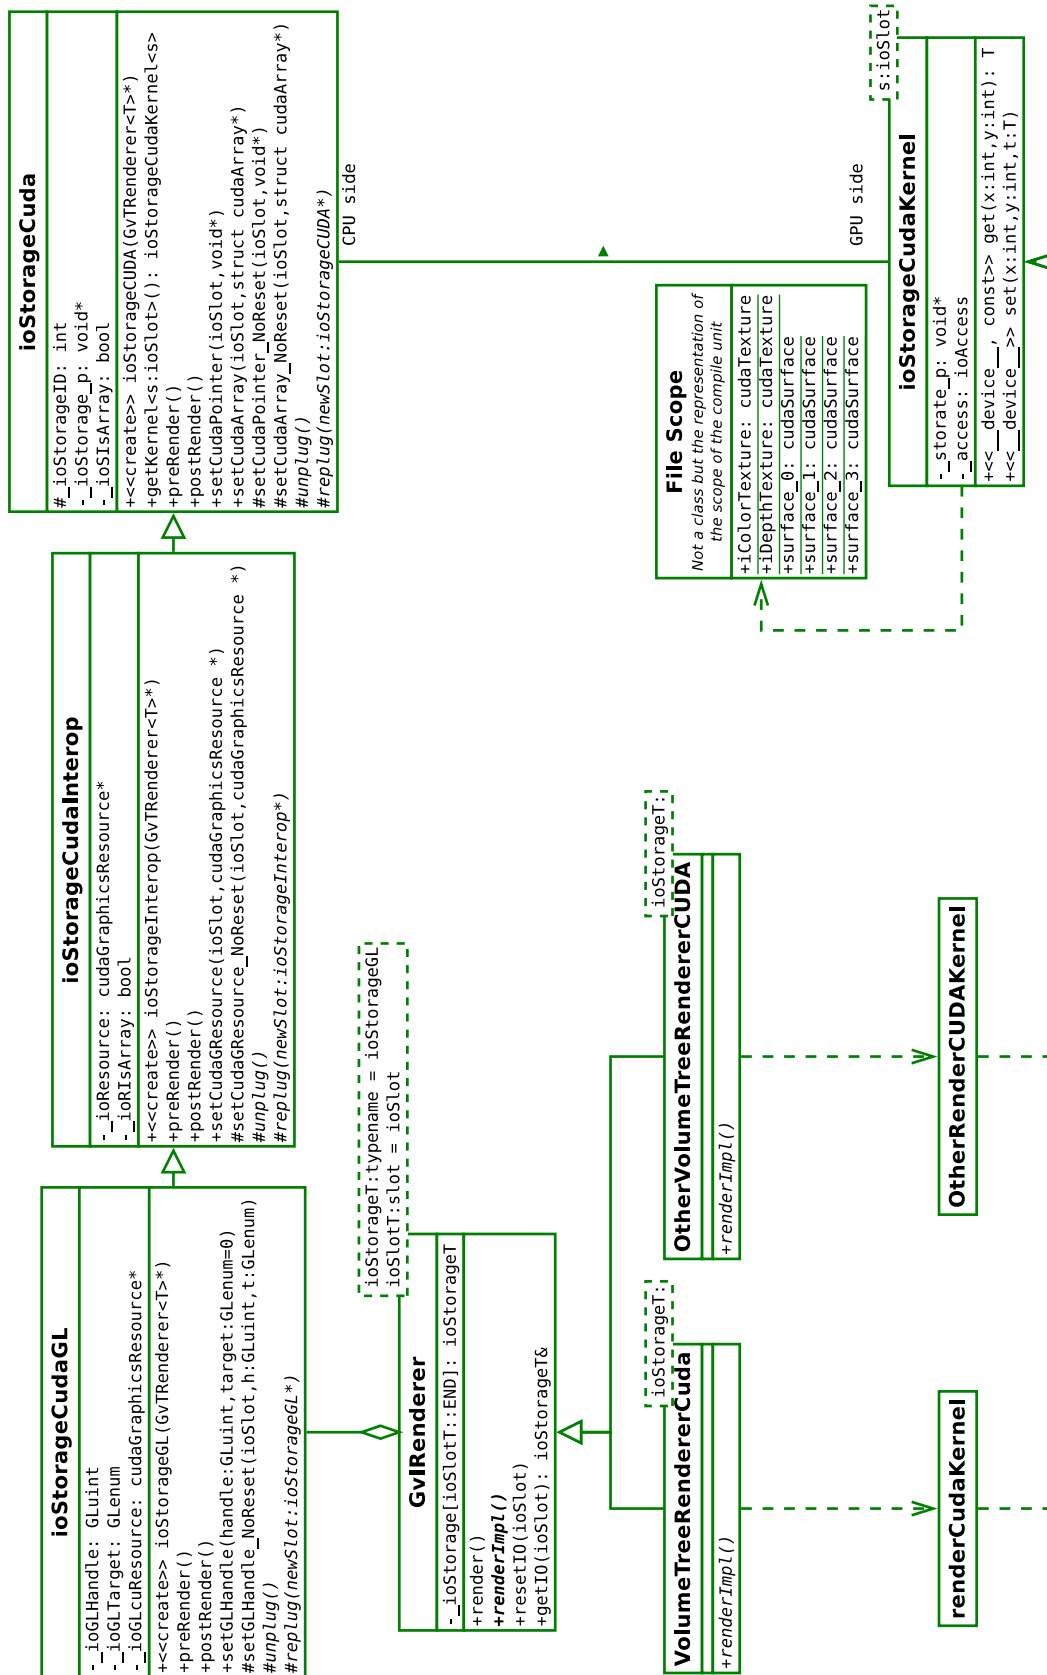 ioStorageCudaGL
-_ioGLHandle: GLuint
-_ioGLTarget: GLenum
-_ioGLcuResource: cudaGraphicsResource*
+<<create>> ioStorageGL(GvTRenderer<T>*)
+preRender()
+postRender()
+setGLHandle(handle:GLuint,target:GLenum=0)
#setGLHandle_NoReset(ioSlot,h:GLuint,t:GLenum)
#unplug()
#replug(newSlot:ioStorageGL*)
ioStorageCudaInterop
-_ioResource: cudaGraphicsResource*
-_ioRIsArray: bool
+<<create>> ioStorageInterop(GvTRenderer<T>*)
+preRender()
+postRender()
+setCudaGResource(ioSlot,cudaGraphicsResource *)
#setCudaGResource_NoReset(ioSlot,cudaGraphicsResource *)
#unplug()
#replug(newSlot:ioStorageInterop*)
ioStorageCuda
#_ioStorageID: int
-_ioStorage_p: void*
-_ioSIsArray: bool
+<<create>> ioStorageCUDA(GvTRenderer<T>*)
+getKernel<s:ioSlot>(): ioStorageCudaKernel<s>
+preRender()
+postRender()
+setCudaPointer(ioSlot,void*)
+setCudaArray(ioSlot,struct cudaArray*)
#setCudaPointer_NoReset(ioSlot,void*)
#setCudaArray_NoReset(ioSlot,struct cudaArray*)
#unplug()
#replug(newSlot:ioStorageCUDA*)
CPU side
ioStorageT:typename = ioStorageGL
ioSlotT:slot = ioSlot
GvIRenderer
-_ioStorage[ioSlotT::END]: ioStorageT
+render()
+renderImpl()
+resetIO(ioSlot)
+getIO(ioSlot): ioStorageT&
ioStorageT:
VolumeTreeRendererCuda
+renderImpl()
ioStorageT:
OtherVolumeTreeRendererCUDA
+renderImpl()
File Scope
Not a class but the representation of
the scope of the compile unit
+iColorTexture: cudaTexture
+iDepthTexture: cudaTexture
+surface_0: cudaSurface
+surface_1: cudaSurface
+surface_2: cudaSurface
+surface_3: cudaSurface
GPU side
s:ioSlot
ioStorageCudaKernel
-_storate_p: void*
-_access: ioAccess
+<<__device__, const>> get(x:int,y:int): T
+<<__device__>> set(x:int,y:int,t:T)
renderCudaKernel
OtherRenderCUDAKernel